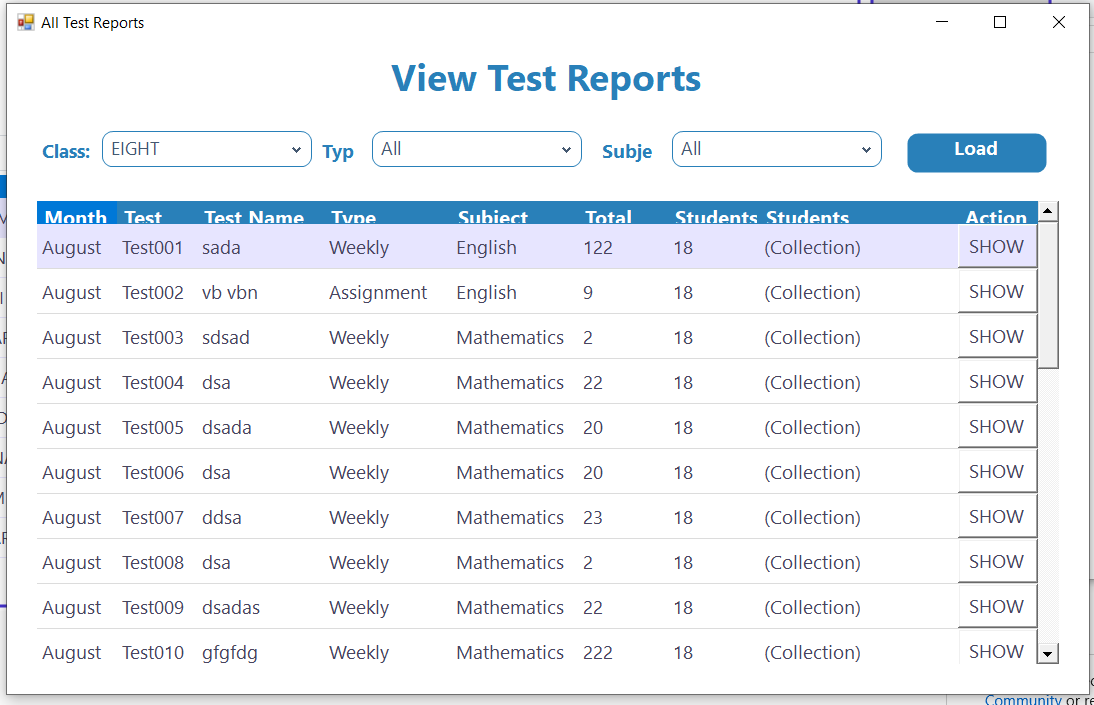 All Test Reports
View Test Reports
Class: EIGHT Typ All Subje All Load
Month Test Test Name Type Subject Total Students Students Action
August Test001 sada Weekly English 122 18 (Collection) SHOW
August Test002 vb vbn Assignment English 9 18 (Collection) SHOW
August Test003 sdsad Weekly Mathematics 2 18 (Collection) SHOW
August Test004 dsa Weekly Mathematics 22 18 (Collection) SHOW
August Test005 dsada Weekly Mathematics 20 18 (Collection) SHOW
August Test006 dsa Weekly Mathematics 20 18 (Collection) SHOW
August Test007 ddsa Weekly Mathematics 23 18 (Collection) SHOW
August Test008 dsa Weekly Mathematics 2 18 (Collection) SHOW
August Test009 dsadas Weekly Mathematics 22 18 (Collection) SHOW
August Test010 gfgfdg Weekly Mathematics 222 18 (Collection) SHOW
Community or re